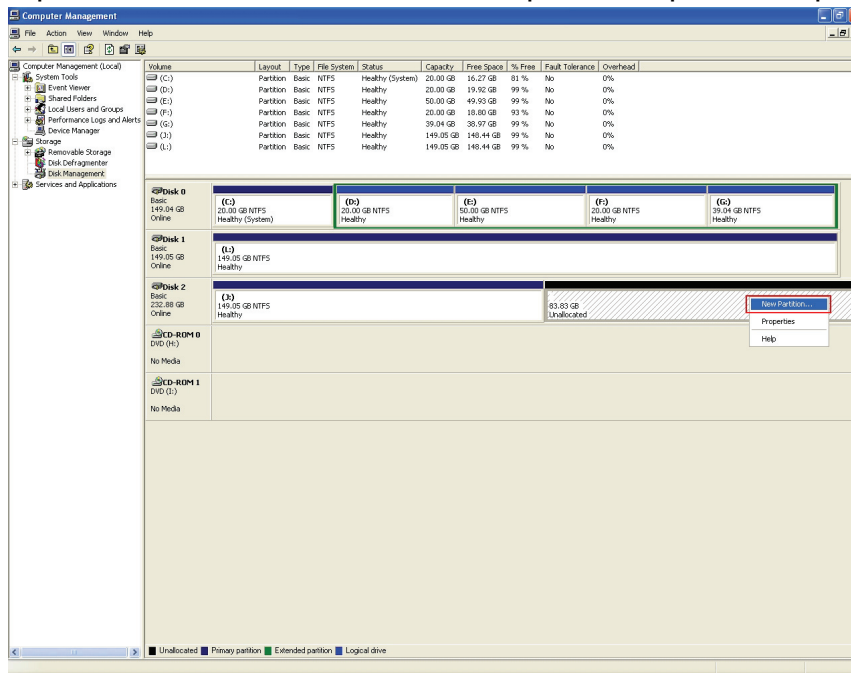 Computer Management
File Action View Window Help
Computer Management (Local)
System Tools
Event Viewer
Shared Folders
Local Users and Groups
Performance Logs and Alerts
Device Manager
Storage
Removable Storage
Disk Defragmenter
Disk Management
Services and Applications
Volume Layout Type File System Status Capacity Free Space % Free Fault Tolerance Overhead
(C:) Partition Basic NTFS Healthy (System) 20.00 GB 16.27 GB 81 % No 0%
(D:) Partition Basic NTFS Healthy 20.00 GB 19.92 GB 99 % No 0%
(E:) Partition Basic NTFS Healthy 50.00 GB 49.93 GB 99 % No 0%
(F:) Partition Basic NTFS Healthy 20.00 GB 18.80 GB 93 % No 0%
(G:) Partition Basic NTFS Healthy 39.04 GB 38.97 GB 99 % No 0%
(J:) Partition Basic NTFS Healthy 149.05 GB 148.44 GB 99 % No 0%
(L:) Partition Basic NTFS Healthy 149.05 GB 148.44 GB 99 % No 0%
Disk 0
Basic
149.04 GB
Online
(C:)
20.00 GB NTFS
Healthy (System)
(D:)
20.00 GB NTFS
Healthy
(E:)
50.00 GB NTFS
Healthy
(F:)
20.00 GB NTFS
Healthy
(G:)
39.04 GB NTFS
Healthy
Disk 1
Basic
149.05 GB
Online
(L:)
149.05 GB NTFS
Healthy
Disk 2
Basic
232.88 GB
Online
(J:)
149.05 GB NTFS
Healthy
83.83 GB
Unallocated
New Partition...
Properties
Help
CD-ROM 0
DVD (H:)
No Media
CD-ROM 1
DVD (I:)
No Media
Unallocated Primary partition Extended partition Logical drive